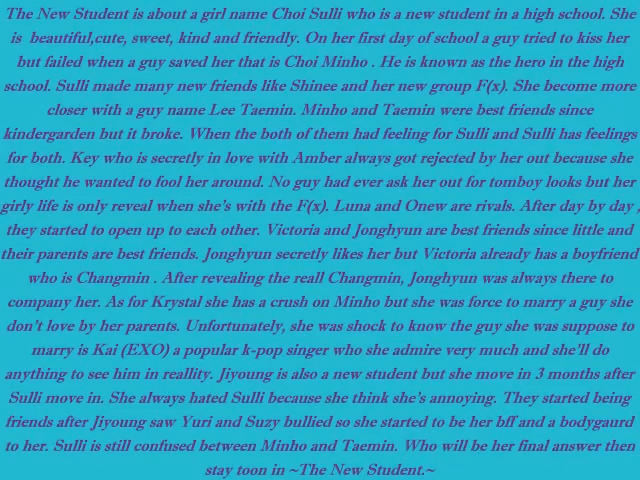 The New Student is about a girl name Choi Sulli who is a new student in a high school. She
is beautiful,cute, sweet, kind and friendly. On her first day of school a guy tried to kiss her
but failed when a guy saved her that is Choi Minho . He is known as the hero in the high
school. Sulli made many new friends like Shinee and her new group F(x). She become more
closer with a guy name Lee Taemin. Minho and Taemin were best friends since
kindergarden but it broke. When the both of them had feeling for Sulli and Sulli has feelings
for both. Key who is secretly in love with Amber always got rejected by her out because she
thought he wanted to fool her around. No guy had ever ask her out for tomboy looks but her
girly life is only reveal when she's with the F(x). Luna and Onew are rivals. After day by day ,
they started to open up to each other. Victoria and Jonghyun are best friends since little and
their parents are best friends. Jonghyun secretly likes her but Victoria already has a boyfriend
who is Changmin . After revealing the reall Changmin, Jonghyun was always there to
company her. As for Krystal she has a crush on Minho but she was force to marry a guy she
don't love by her parents. Unfortunately, she was shock to know the guy she was suppose to
marry is Kai (EXO) a popular k-pop singer who she admire very much and she'll do
anything to see him in reallity. Jiyoung is also a new student but she move in 3 months after
Sulli move in. She always hated Sulli because she think she's annoying. They started being
friends after Jiyoung saw Yuri and Suzy bullied so she started to be her bff and a bodygaurd
to her. Sulli is still confused between Minho and Taemin. Who will be her final answer then
stay toon in ~The New Student.~